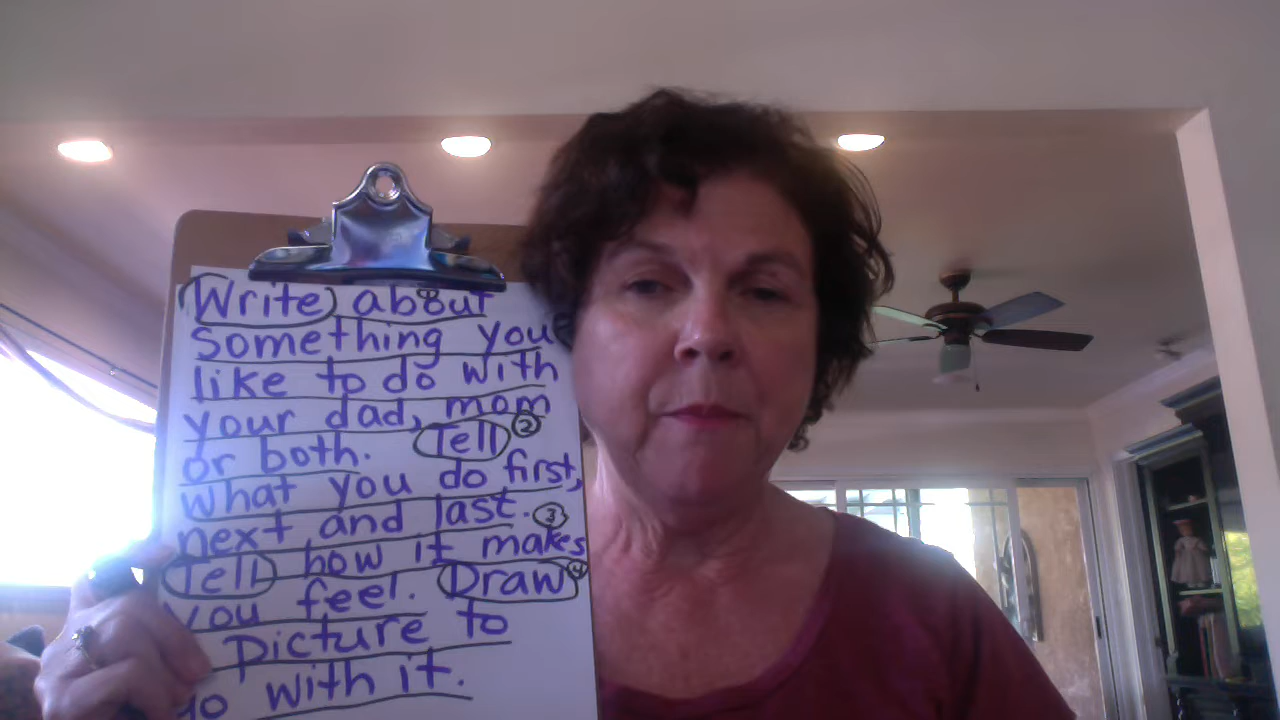 Write about
something you
like to do with
your dad, mom
or both. Tell ②
what you do first,
next and last. ③
Tell how it makes
you feel. Draw ④
picture to
go with it.